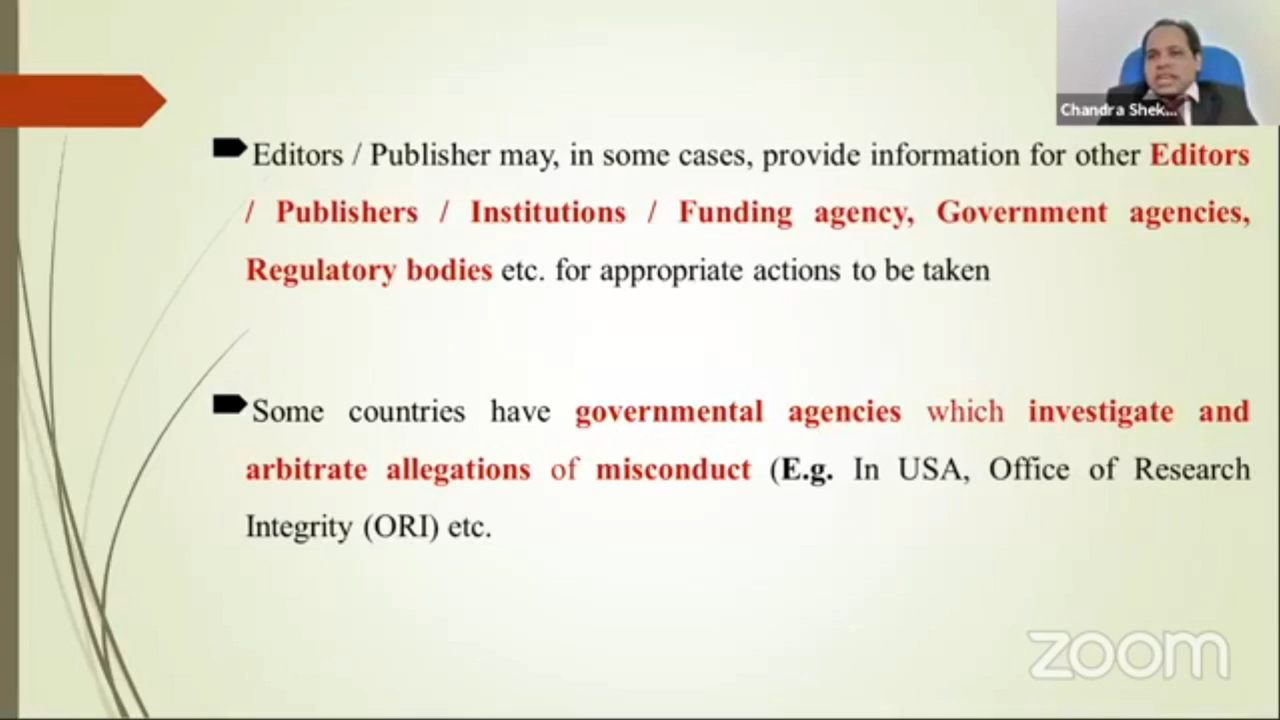 Chandra Shek...
Editors / Publisher may, in some cases, provide information for other Editors
/ Publishers / Institutions / Funding agency, Government agencies,
Regulatory bodies etc. for appropriate actions to be taken
Some countries have governmental agencies which investigate and
arbitrate allegations of misconduct (E.g. In USA, Office of Research
Integrity (ORI) etc.
zoom